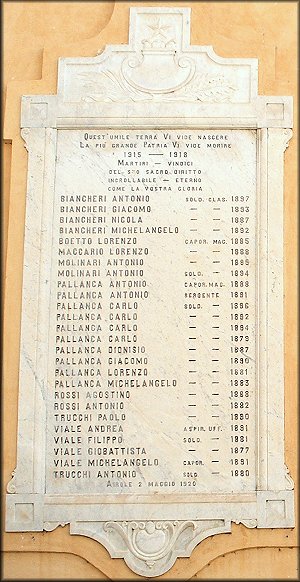 QUEST'UMILE TERRA VI VIDE NASCERE
LA PIÙ GRANDE PATRIA VI VIDE MORIRE
1915 — 1918
MARTIRI — VINDICI
DEL SUO SACRO DIRITTO
INCROLLABILE — ETERNO
COME LA VOSTRA GLORIA
BIANCHERI ANTONIO SOLD. CLAS. 1897
BIANCHERI GIACOMO — — 1893
BIANCHERI NICOLA — — 1887
BIANCHERI MICHELANGELO — — 1892
BOETTO LORENZO CAPOR. MAG. 1885
MACCARIO LORENZO — — 1888
MOLINARI ANTONIO — — 1885
MOLINARI ANTONIO SOLD. — 1894
PALLANCA ANTONIO CAPOR. MAG. 1888
PALLANCA ANTONIO SERGENTE 1891
PALLANCA CARLO SOLD. — 1886
PALLANCA CARLO — — 1892
PALLANCA CARLO — — 1894
PALLANCA CARLO — — 1879
PALLANCA DIONISIO — — 1887
PALLANCA GIACOMO — — 1890
PALLANCA LORENZO — — 1881
PALLANCA MICHELANGELO — — 1883
ROSSI AGOSTINO — — 1888
ROSSI ANTONIO — — 1882
TRUCCHI PAOLO — — 1890
VIALE ANDREA ASPIR. UFF. 1891
VIALE FILIPPO SOLD. — 1881
VIALE GIOBATTISTA — — 1877
VIALE MICHELANGELO CAPOR. — 1891
TRUCCHI ANTONIO SOLD. — 1880
AIROLE 2 MAGGIO 1920